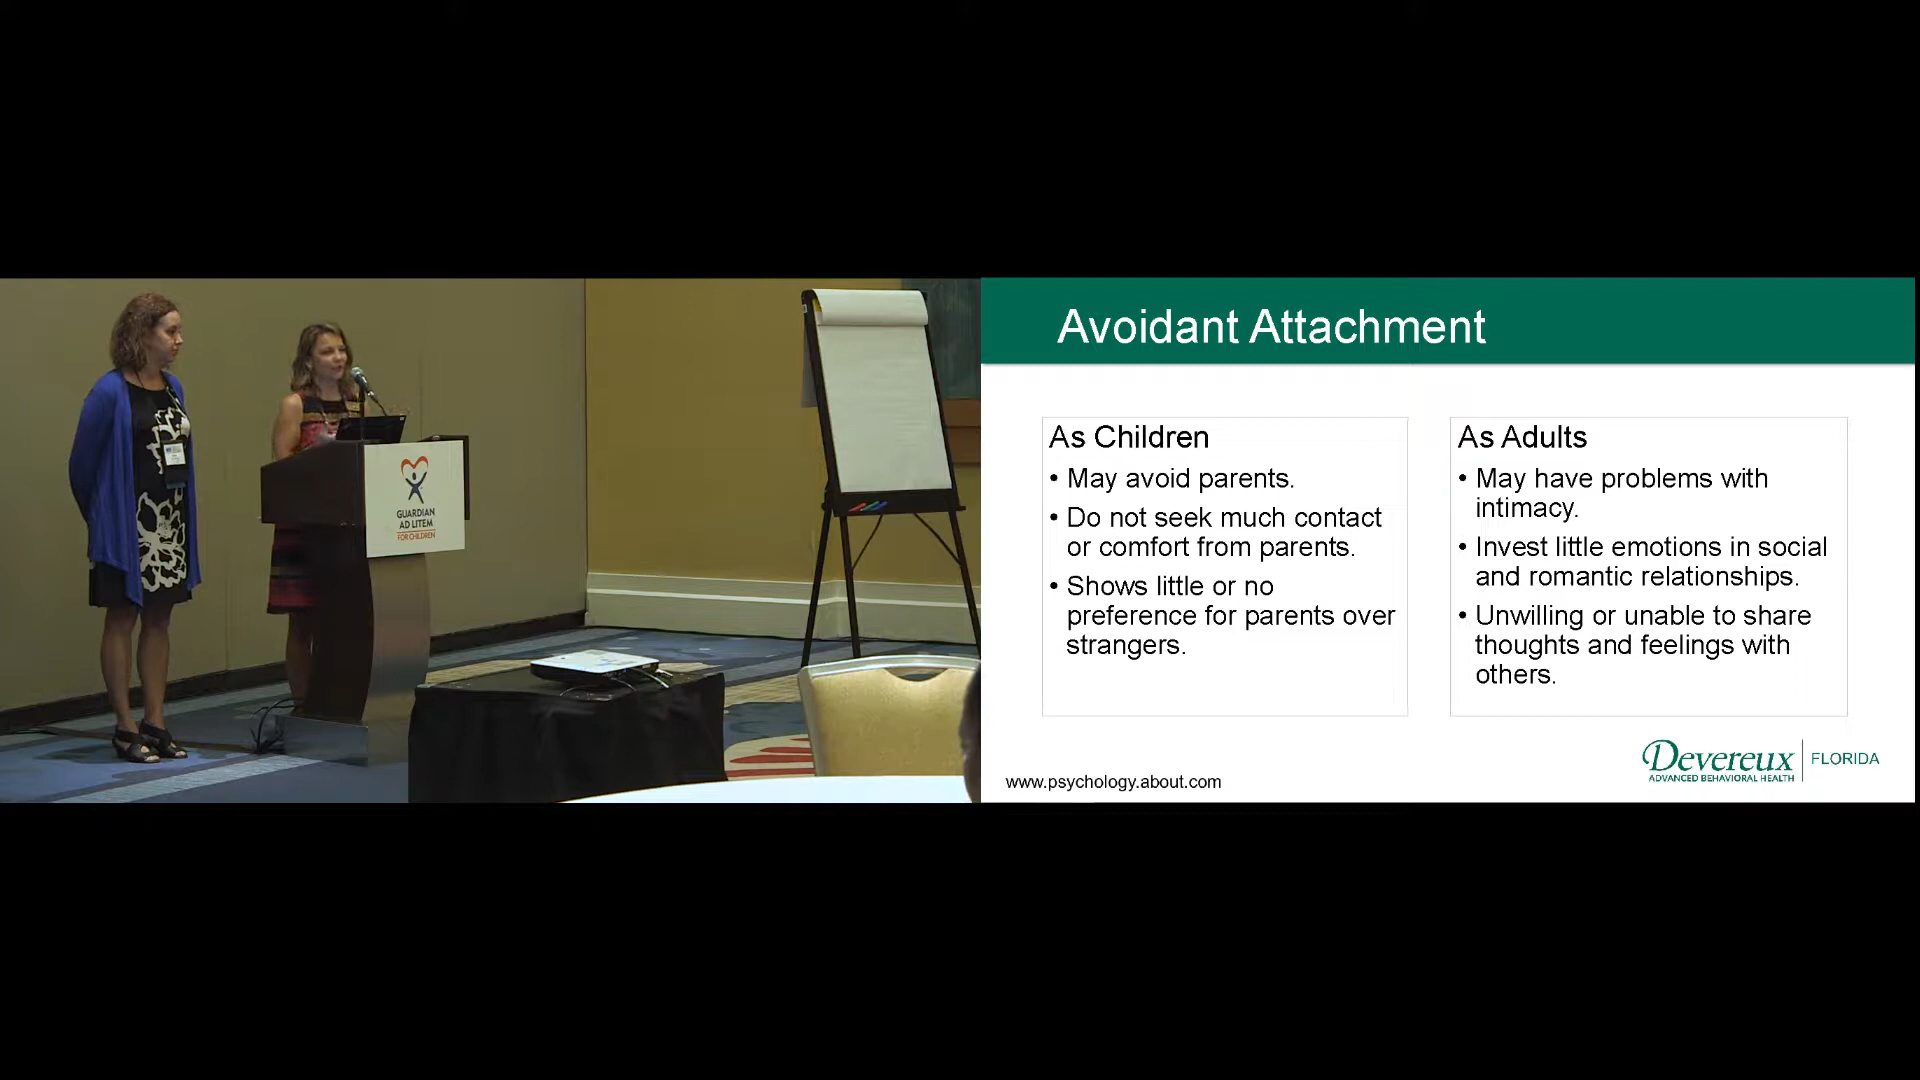 GUARDIAN
AD LITEM
FOR CHILDREN
Avoidant Attachment
As Children
• May avoid parents.
• Do not seek much contact
or comfort from parents.
• Shows little or no
preference for parents over
strangers.
As Adults
• May have problems with
intimacy.
• Invest little emotions in social
and romantic relationships.
• Unwilling or unable to share
thoughts and feelings with
others.
www.psychology.about.com
Devereux
ADVANCED BEHAVIORAL HEALTH
FLORIDA